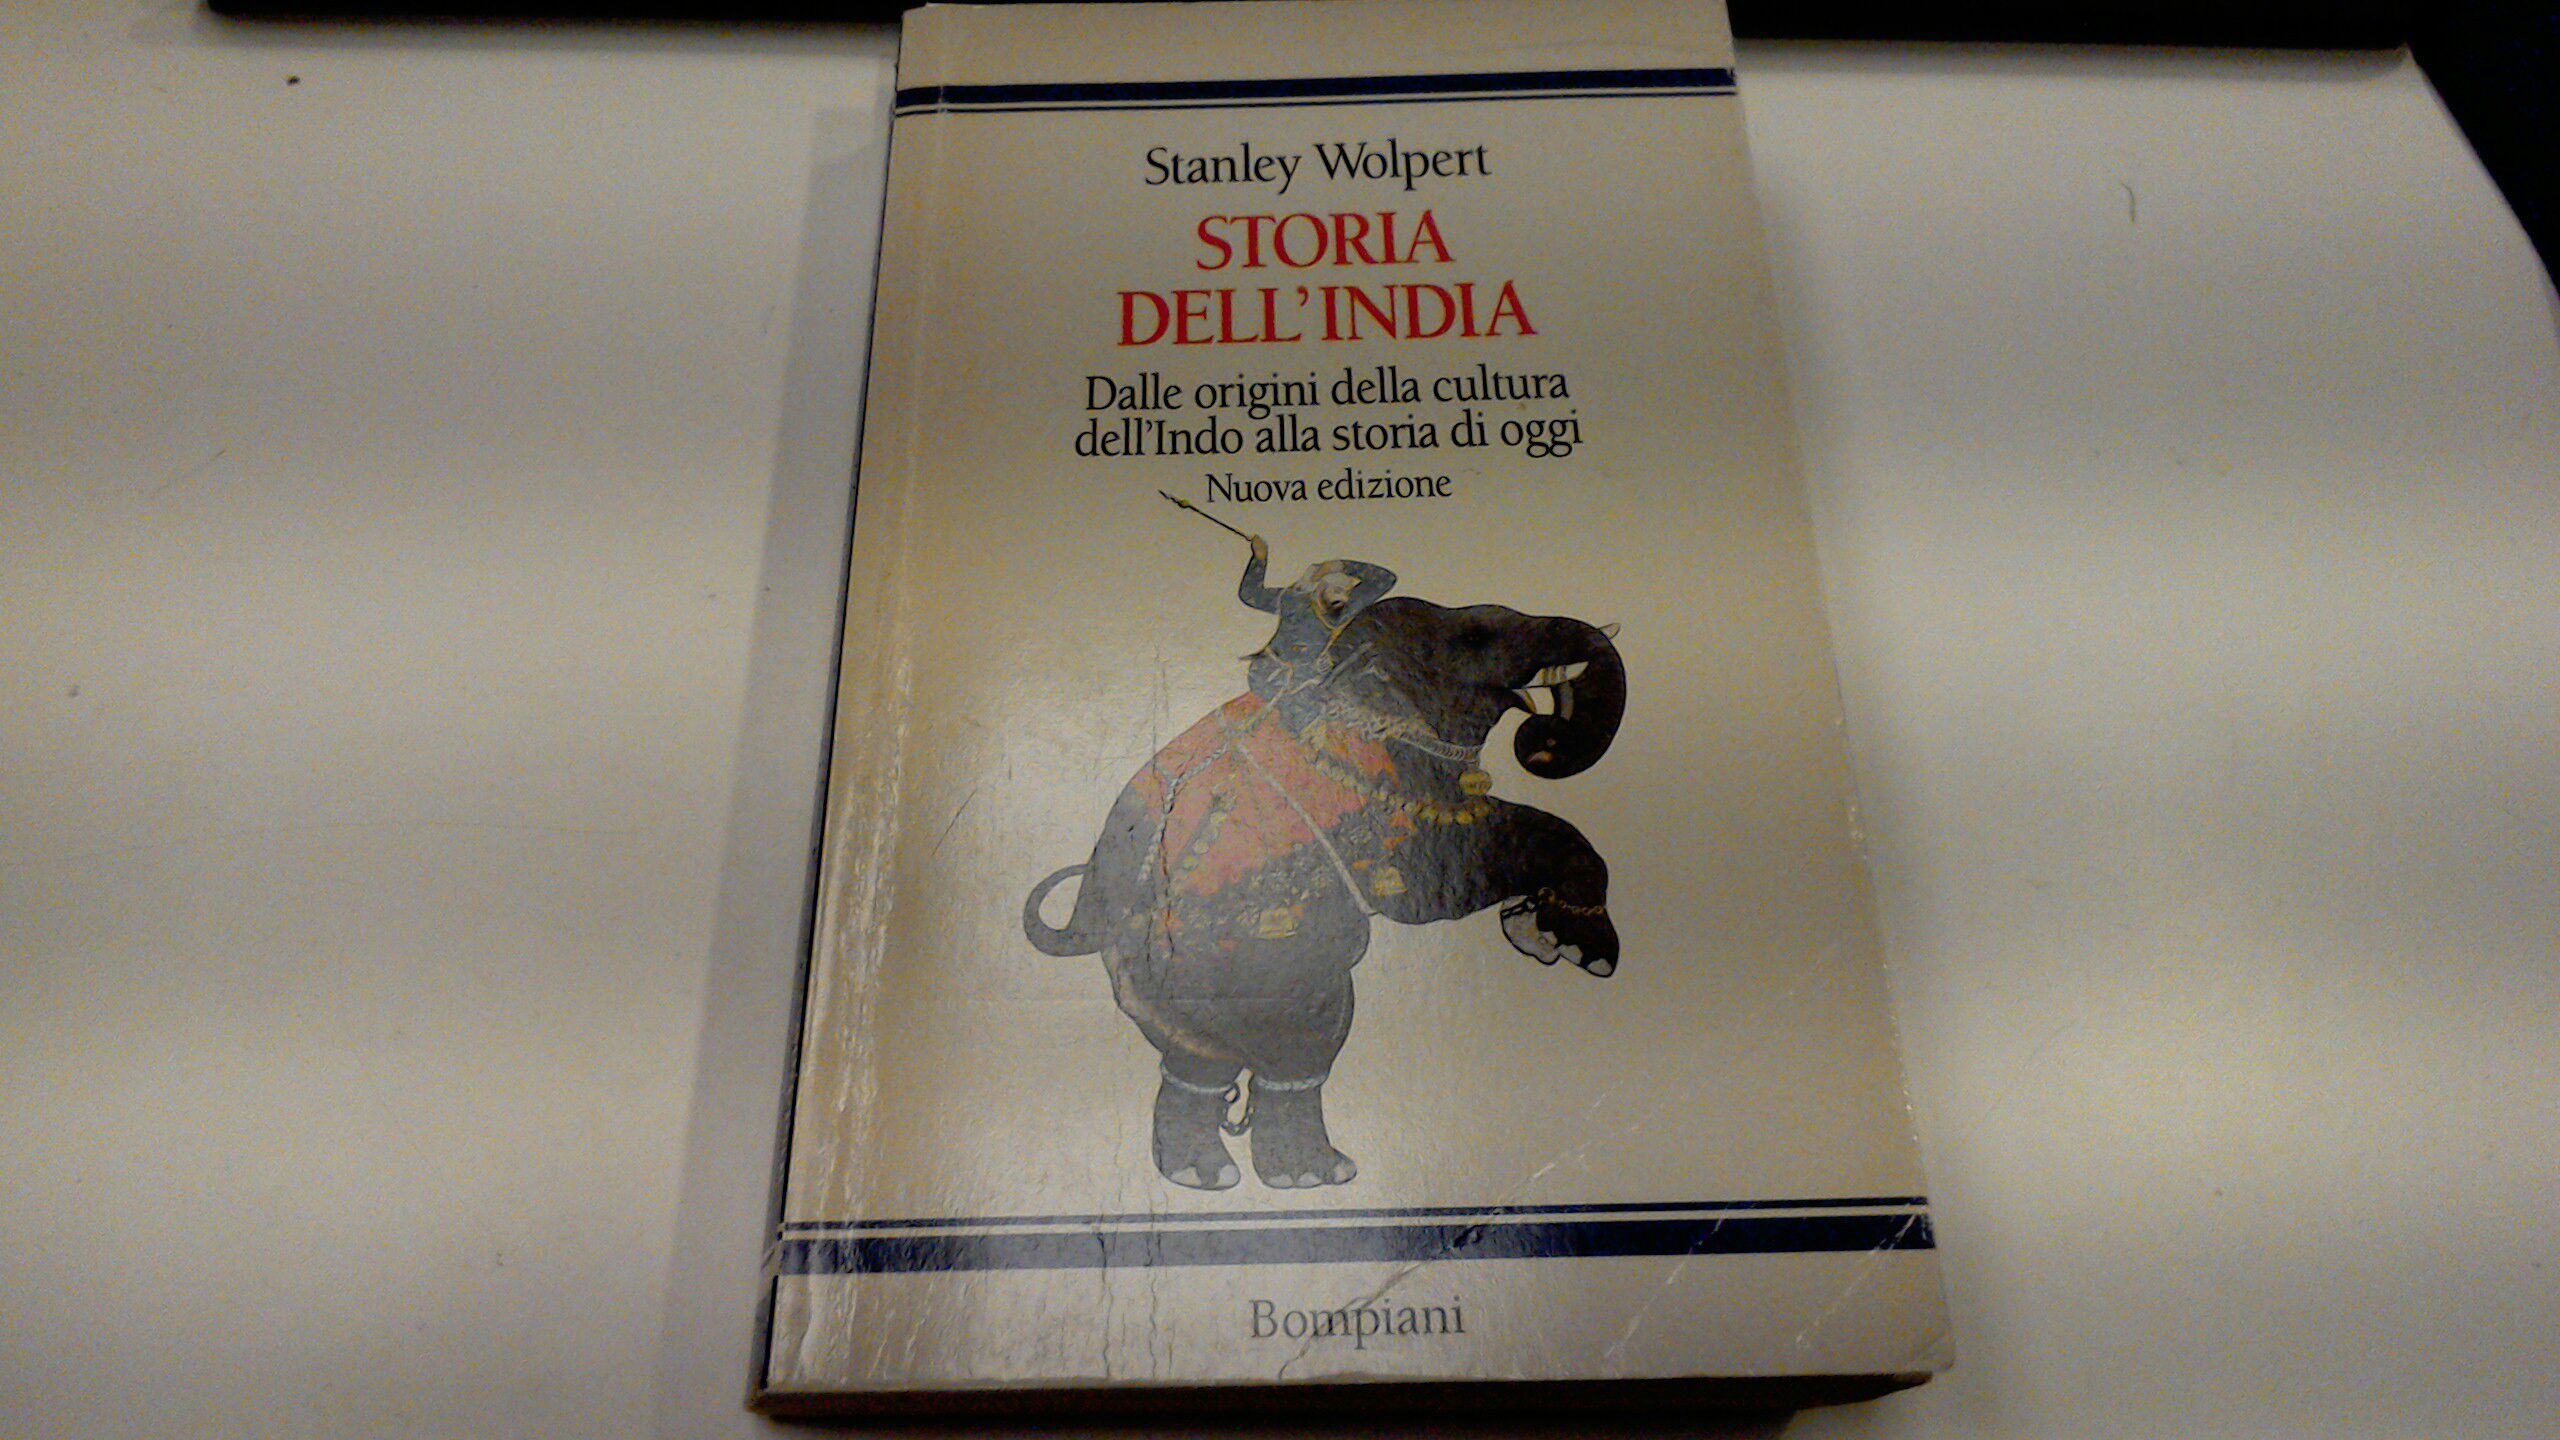 Stanley Wolpert
STORIA
DELL'INDIA
Dalle origini della cultura
dell'Indo alla storia di oggi
Nuova edizione
Bompiani